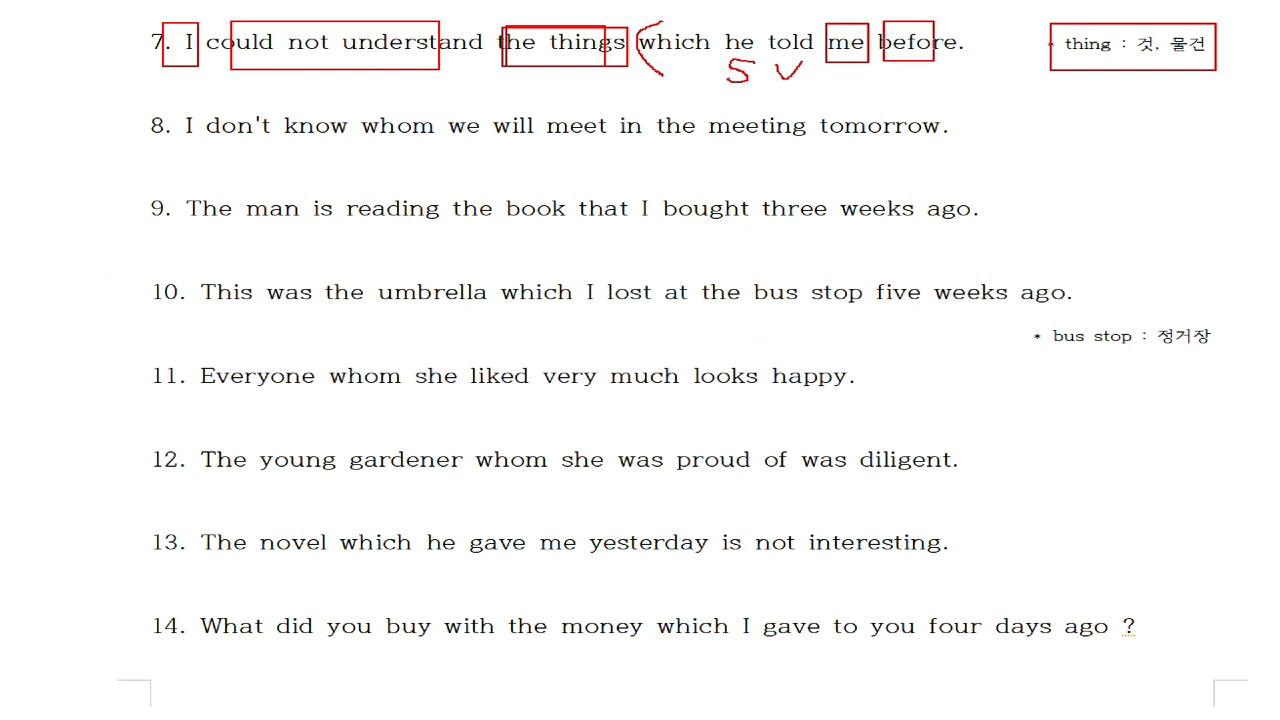 7. I could not understand the things which he told me before. * thing : 것, 물건
S V
8. I don't know whom we will meet in the meeting tomorrow.
9. The man is reading the book that I bought three weeks ago.
10. This was the umbrella which I lost at the bus stop five weeks ago.
* bus stop : 정거장
11. Everyone whom she liked very much looks happy.
12. The young gardener whom she was proud of was diligent.
13. The novel which he gave me yesterday is not interesting.
14. What did you buy with the money which I gave to you four days ago ?